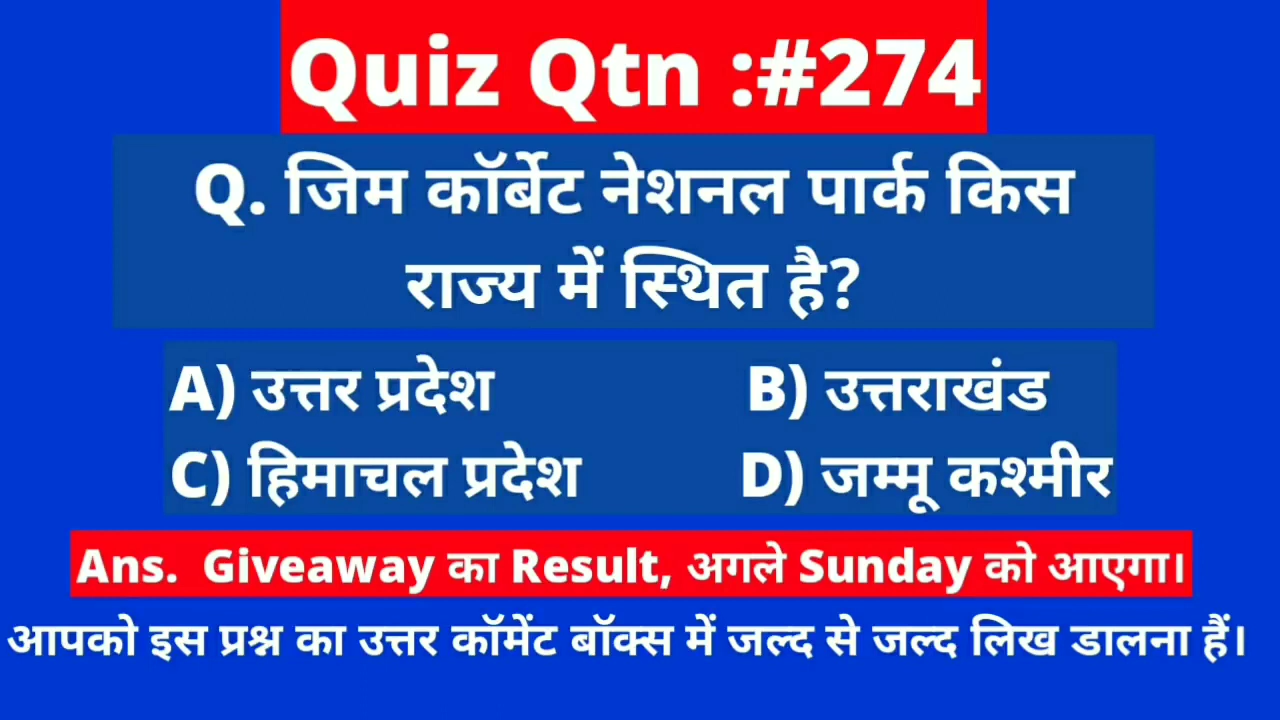 Quiz Qtn :#274
Q. जिम कॉर्बेट नेशनल पार्क किस
राज्य में स्थित है?
A) उत्तर प्रदेश B) उत्तराखंड
C) हिमाचल प्रदेश D) जम्मू कश्मीर
Ans. Giveaway का Result, अगले Sunday को आएगा।
आपको इस प्रश्न का उत्तर कॉमेंट बॉक्स में जल्द से जल्द लिख डालना हैं।